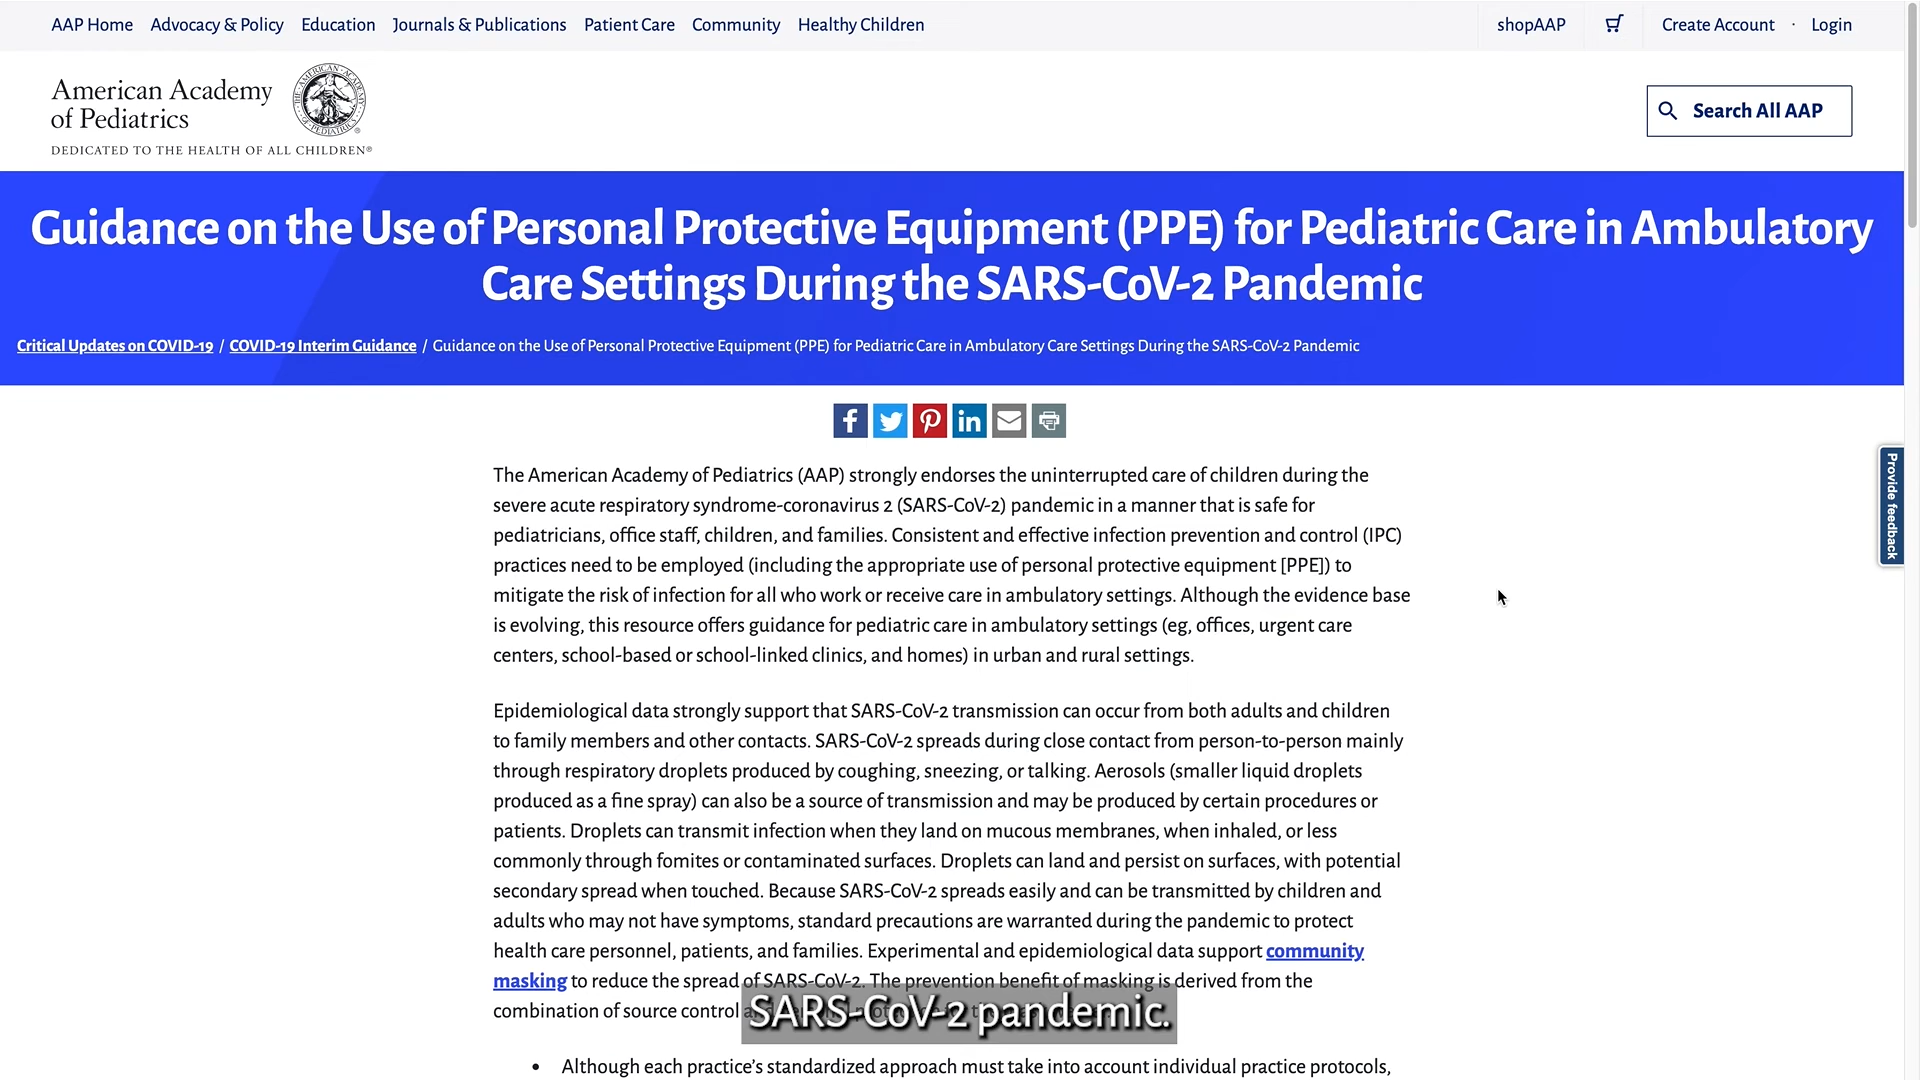 AAP Home Advocacy & Policy Education Journals & Publications Patient Care Community Healthy Children shopAAP Create Account · Login
American Academy
of Pediatrics
DEDICATED TO THE HEALTH OF ALL CHILDREN®
Search All AAP
Guidance on the Use of Personal Protective Equipment (PPE) for Pediatric Care in Ambulatory
Care Settings During the SARS-CoV-2 Pandemic
Critical Updates on COVID-19 / COVID-19 Interim Guidance / Guidance on the Use of Personal Protective Equipment (PPE) for Pediatric Care in Ambulatory Care Settings During the SARS-CoV-2 Pandemic
Provide feedback
The American Academy of Pediatrics (AAP) strongly endorses the uninterrupted care of children during the
severe acute respiratory syndrome-coronavirus 2 (SARS-CoV-2) pandemic in a manner that is safe for
pediatricians, office staff, children, and families. Consistent and effective infection prevention and control (IPC)
practices need to be employed (including the appropriate use of personal protective equipment [PPE]) to
mitigate the risk of infection for all who work or receive care in ambulatory settings. Although the evidence base
is evolving, this resource offers guidance for pediatric care in ambulatory settings (eg, offices, urgent care
centers, school-based or school-linked clinics, and homes) in urban and rural settings.
Epidemiological data strongly support that SARS-CoV-2 transmission can occur from both adults and children
to family members and other contacts. SARS-CoV-2 spreads during close contact from person-to-person mainly
through respiratory droplets produced by coughing, sneezing, or talking. Aerosols (smaller liquid droplets
produced as a fine spray) can also be a source of transmission and may be produced by certain procedures or
patients. Droplets can transmit infection when they land on mucous membranes, when inhaled, or less
commonly through fomites or contaminated surfaces. Droplets can land and persist on surfaces, with potential
secondary spread when touched. Because SARS-CoV-2 spreads easily and can be transmitted by children and
adults who may not have symptoms, standard precautions are warranted during the pandemic to protect
health care personnel, patients, and families. Experimental and epidemiological data support community
masking to reduce the spread of SARS-CoV-2. The prevention benefit of masking is derived from the
combination of source control
SARS-CoV-2 pandemic.
• Although each practice's standardized approach must take into account individual practice protocols,